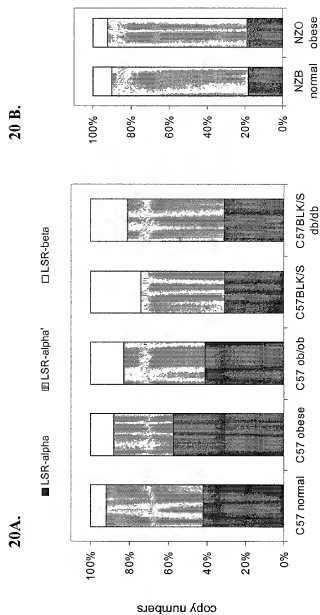 20A.
LSR-alpha
LSR-alpha'
LSR-beta
copy numbers
100%
80%
60%
40%
20%
0%
C57 normal
C57 obese
C57 ob/ob
C57BLK/S
C57BLK/S
db/db
20 B.
100%
80%
60%
40%
20%
0%
NZB
normal
NZO
obese